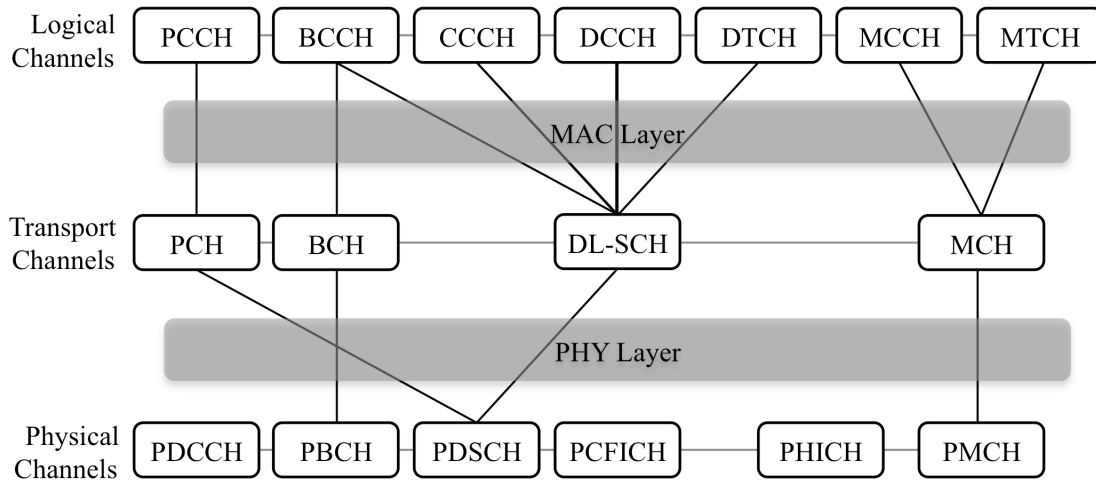 Logical
Channels
PCCH BCCH CCCH DCCH DTCH MCCH MTCH
MAC Layer
Transport
Channels
PCH BCH DL-SCH MCH
PHY Layer
Physical
Channels
PDCCH PBCH PDSCH PCFICH PHICH PMCH